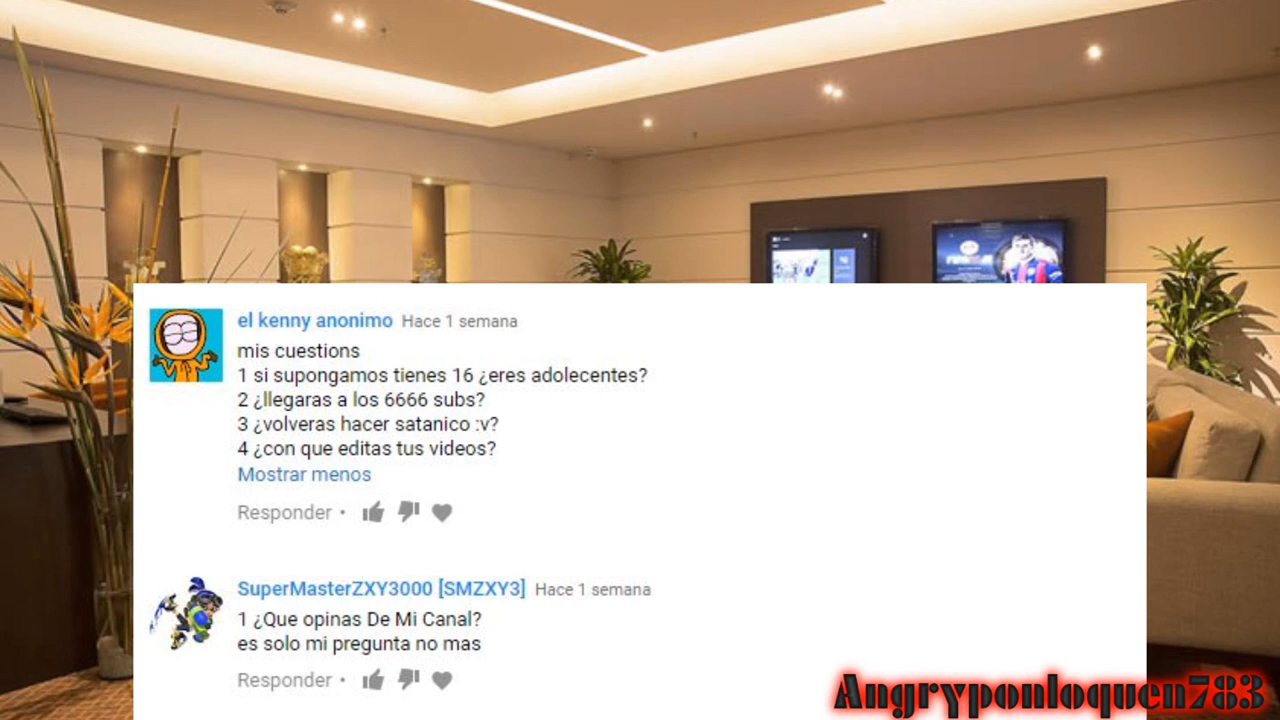 el kenny anonimo Hace 1 semana
mis cuestions
1 si supongamos tienes 16 ¿eres adolecentes?
2 ¿llegaras a los 6666 subs?
3 ¿volveras hacer satanico :v?
4 ¿con que editas tus videos?
Mostrar menos
Responder •
SuperMasterZXY3000 [SMZXY3] Hace 1 semana
1 ¿Que opinas De Mi Canal?
es solo mi pregunta no mas
Responder •
Angryponloquen783